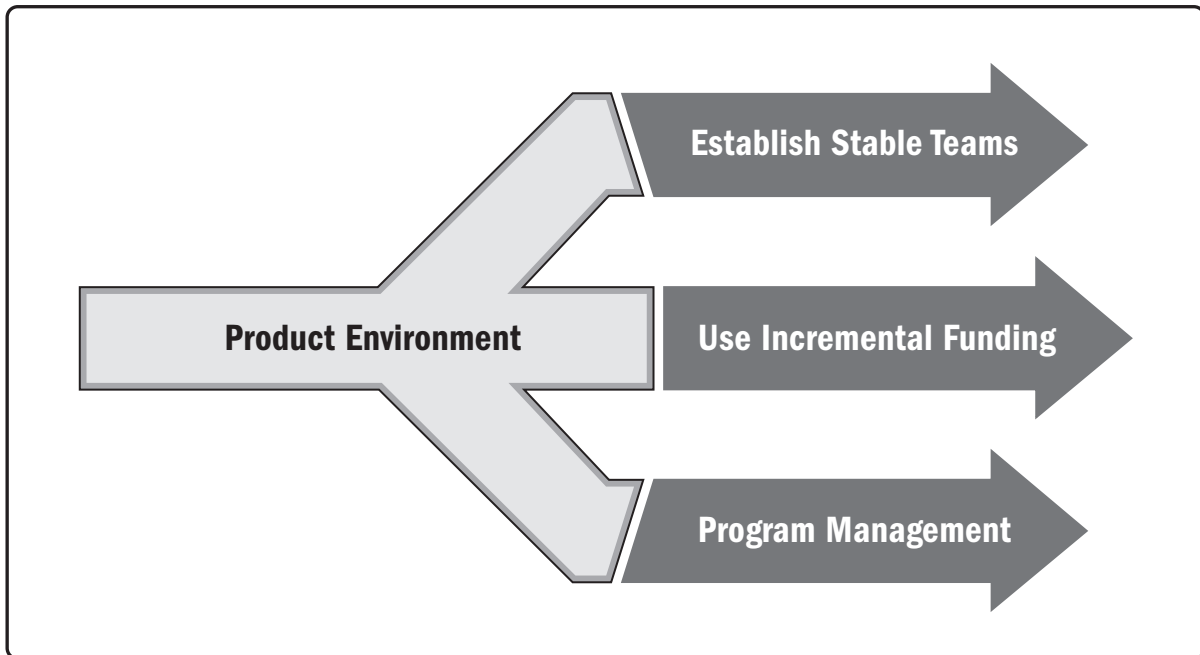 Establish Stable Teams
Product Environment
Use Incremental Funding
Program Management